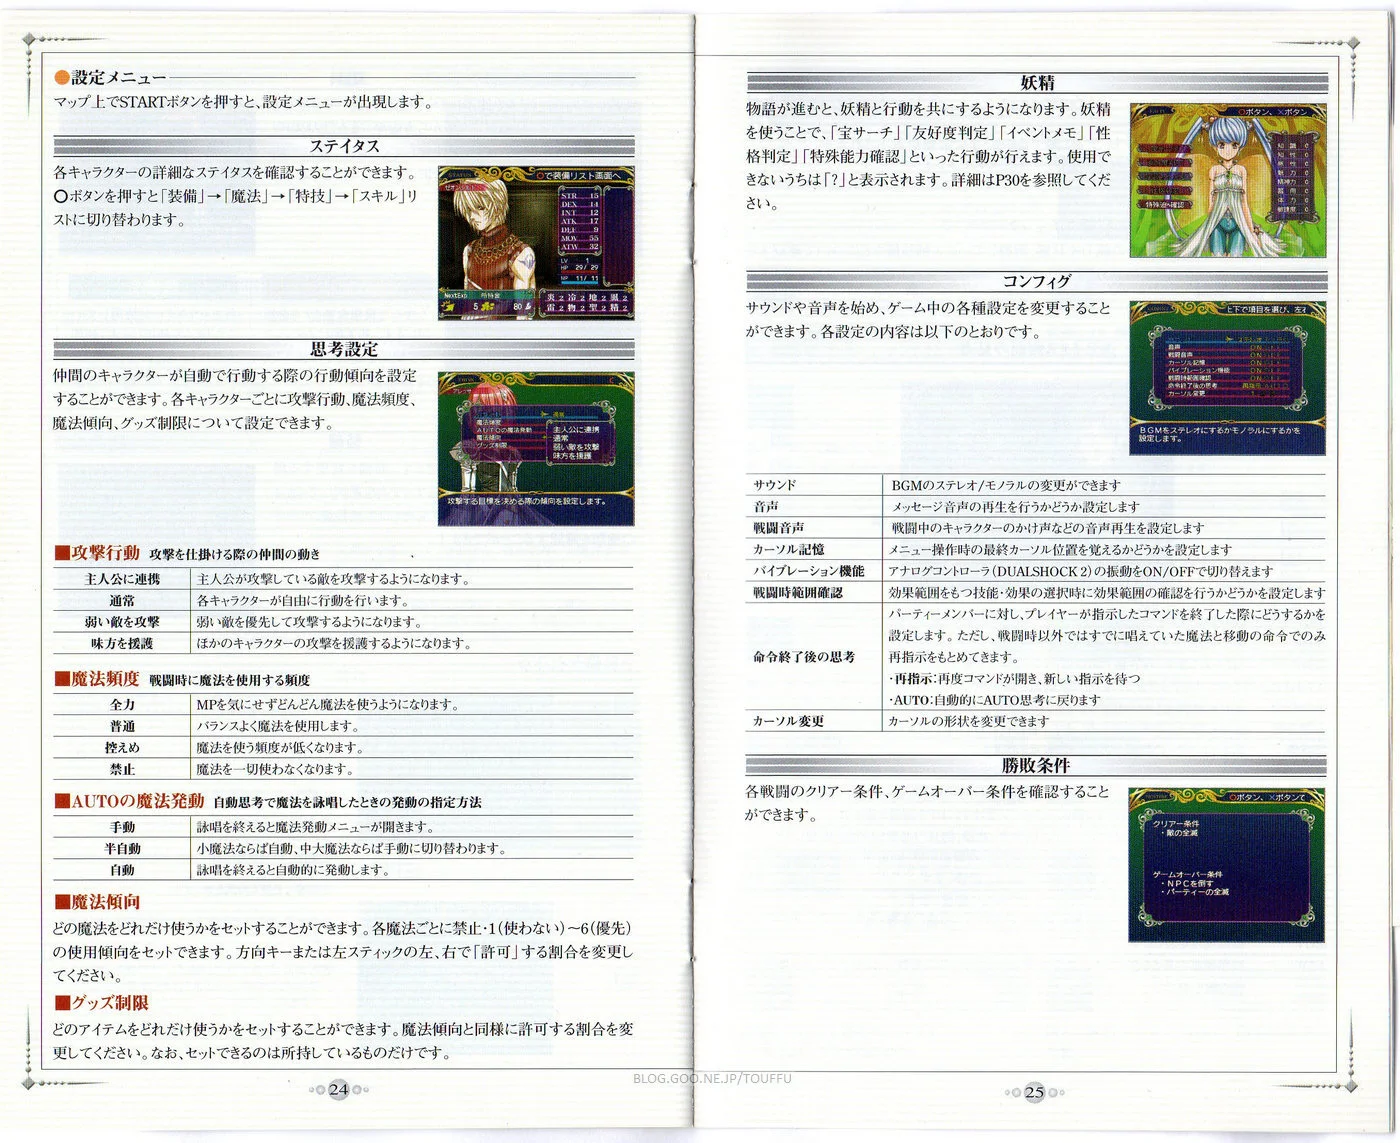 ●設定メニュー
マップ上でSTARTボタンを押すと、設定メニューが出現します。
ステイタス
各キャラクターの詳細なステイタスを確認することができます。
○ボタンを押すと「装備」→「魔法」→「特技」→「スキル」リ
ストに切り替わります。
STATUS
○で装備リスト画面へ
STR 15
DEX 14
INT 12
ATK 17
DEF 9
MOV 55
ATW 32
LV 1
HP 29/29
NP 11/11
NextExp 所持金
5 80
炎 2 冷 2 地 2 風 2
雷 2 物 2 聖 2 精 2
思考設定
仲間のキャラクターが自動で行動する際の行動傾向を設定
することができます。各キャラクターごとに攻撃行動、魔法頻度、
魔法傾向、グッズ制限について設定できます。
通常
魔法頻度
AUTOの魔法発動
魔法傾向
グッズ制限
主人公に連携
通常
弱い敵を攻撃
味方を援護
攻撃する目標を決める際の傾向を設定します。
■攻撃行動 攻撃を仕掛ける際の仲間の動き
主人公に連携 主人公が攻撃している敵を攻撃するようになります。
通常 各キャラクターが自由に行動を行います。
弱い敵を攻撃 弱い敵を優先して攻撃するようになります。
味方を援護 ほかのキャラクターの攻撃を援護するようになります。
■魔法頻度 戦闘時に魔法を使用する頻度
全力 MPを気にせずどんどん魔法を使うようになります。
普通 バランスよく魔法を使用します。
控えめ 魔法を使う頻度が低くなります。
禁止 魔法を一切使わなくなります。
■AUTOの魔法発動 自動思考で魔法を詠唱したときの発動の指定方法
手動 詠唱を終えると魔法発動メニューが開きます。
半自動 小魔法ならば自動、中大魔法ならば手動に切り替わります。
自動 詠唱を終えると自動的に発動します。
■魔法傾向
どの魔法をどれだけ使うかをセットすることができます。各魔法ごとに禁止・1（使わない）～6（優先）
の使用傾向をセットできます。方向キーまたは左スティックの左、右で「許可」する割合を変更し
てください。
■グッズ制限
どのアイテムをどれだけ使うかをセットすることができます。魔法傾向と同様に許可する割合を変
更してください。なお、セットできるのは所持しているものだけです。
24
妖精
物語が進むと、妖精と行動を共にするようになります。妖精
を使うことで、「宝サーチ」「友好度判定」「イベントメモ」「性
格判定」「特殊能力確認」といった行動が行えます。使用で
きないうちは「?」と表示されます。詳細はP30を参照してくだ
さい。
○ボタン、×ボタン
知識 0
知性 0
感性 0
魅力 0
精神力 0
体力 0
敏捷度 0
コンフィグ
サウンドや音声を始め、ゲーム中の各種設定を変更すること
ができます。各設定の内容は以下のとおりです。
上下で項目を選び、左右
音声
戦闘音声
カーソル記憶
バイブレーション機能
戦闘時範囲確認
命令終了後の思考
カーソル変更
BGMをステレオにするかモノラルにするかを
設定します。
サウンド BGMのステレオ/モノラルの変更ができます
音声 メッセージ音声の再生を行うかどうか設定します
戦闘音声 戦闘中のキャラクターのかけ声などの音声再生を設定します
カーソル記憶 メニュー操作時の最終カーソル位置を覚えるかどうかを設定します
バイブレーション機能 アナログコントローラ（DUALSHOCK 2）の振動をON/OFFで切り替えます
戦闘時範囲確認 効果範囲をもつ技能・効果の選択時に効果範囲の確認を行うかどうかを設定します
命令終了後の思考 パーティーメンバーに対し、プレイヤーが指示したコマンドを終了した際にどうするかを
設定します。ただし、戦闘時以外ではすでに唱えていた魔法と移動の命令でのみ
再指示をもとめてきます。
・再指示：再度コマンドが開き、新しい指示を待つ
・AUTO：自動的にAUTO思考に戻ります
カーソル変更 カーソルの形状を変更できます
勝敗条件
各戦闘のクリアー条件、ゲームオーバー条件を確認すること
ができます。
○ボタン、×ボタンで
クリアー条件
・敵の全滅
ゲームオーバー条件
・NPCを倒す
・パーティーの全滅
25
BLOG.GOO.NE.JP/TOUFFU